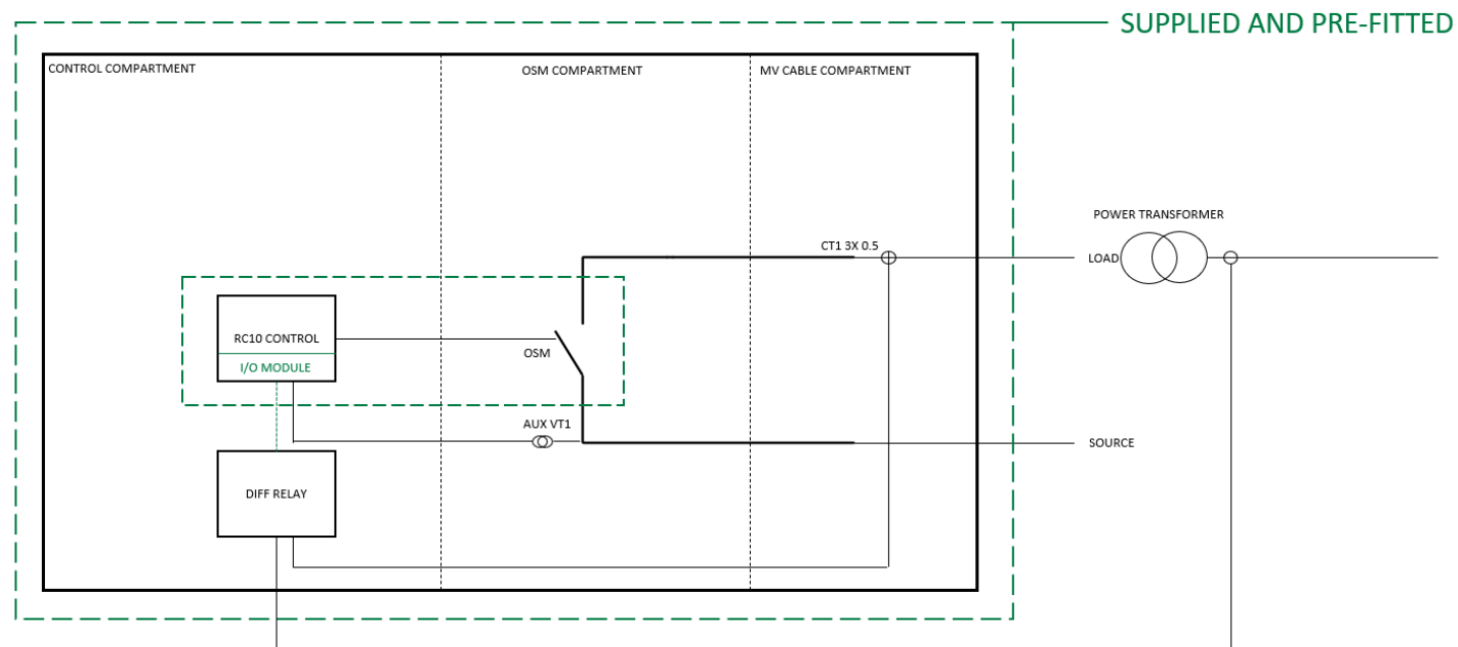 SUPPLIED AND PRE-FITTED
CONTROL COMPARTMENT
OSM COMPARTMENT
MV CABLE COMPARTMENT
POWER TRANSFORMER
CT1 3X 0.5
LOAD
RC10 CONTROL
I/O MODULE
OSM
AUX VT1
SOURCE
DIFF RELAY